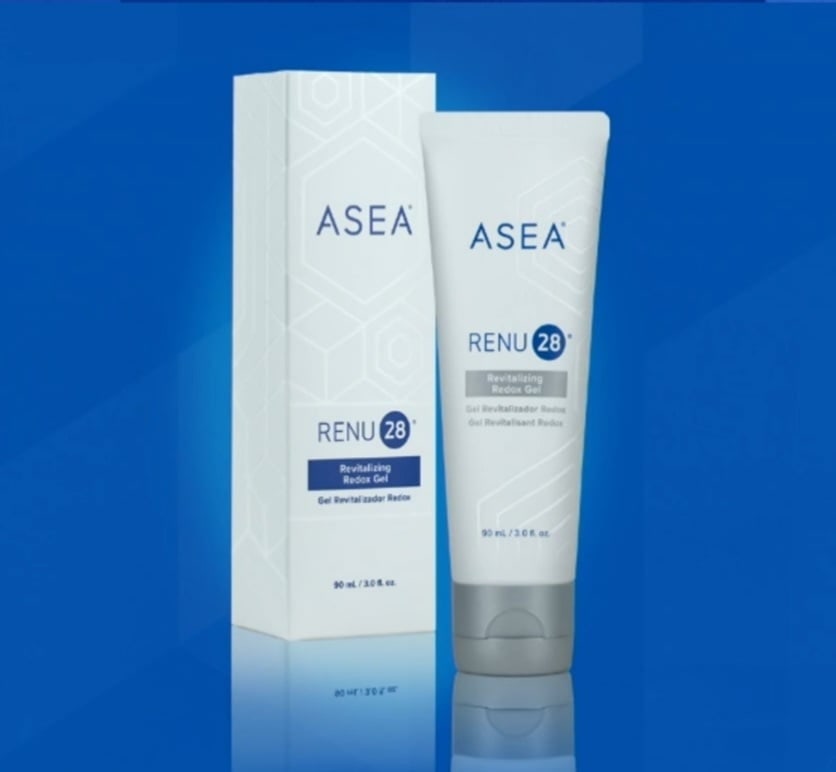 ASEA®
RENU 28®
Revitalizing
Redox Gel
Gel Revitalizador Redox
90 mL / 3.0 fl. oz.
ASEA®
RENU 28®
Revitalizing
Redox Gel
Gel Revitalizador Redox
Gel Revitalisant Redox
90 mL / 3.0 fl. oz.